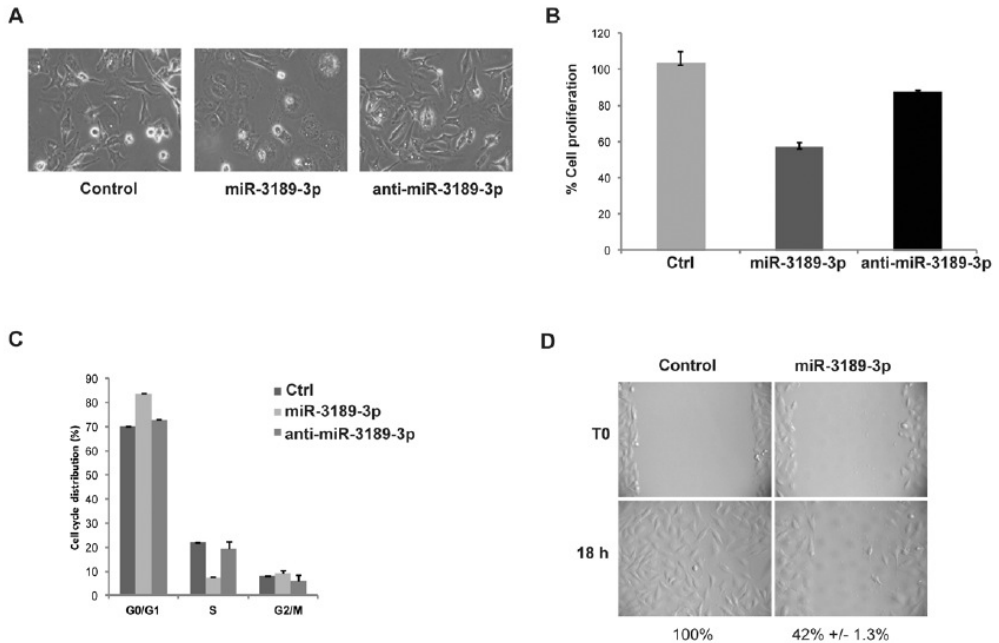 A
Control
miR-3189-3p
anti-miR-3189-3p
B
% Cell proliferation
120
100
80
60
40
20
0
Ctrl
miR-3189-3p
anti-miR-3189-3p
C
Cell cycle distribution (%)
90
80
70
60
50
40
30
20
10
0
G0/G1
S
G2/M
Ctrl
miR-3189-3p
anti-miR-3189-3p
D
Control
miR-3189-3p
T0
18 h
100%
42% +/- 1.3%